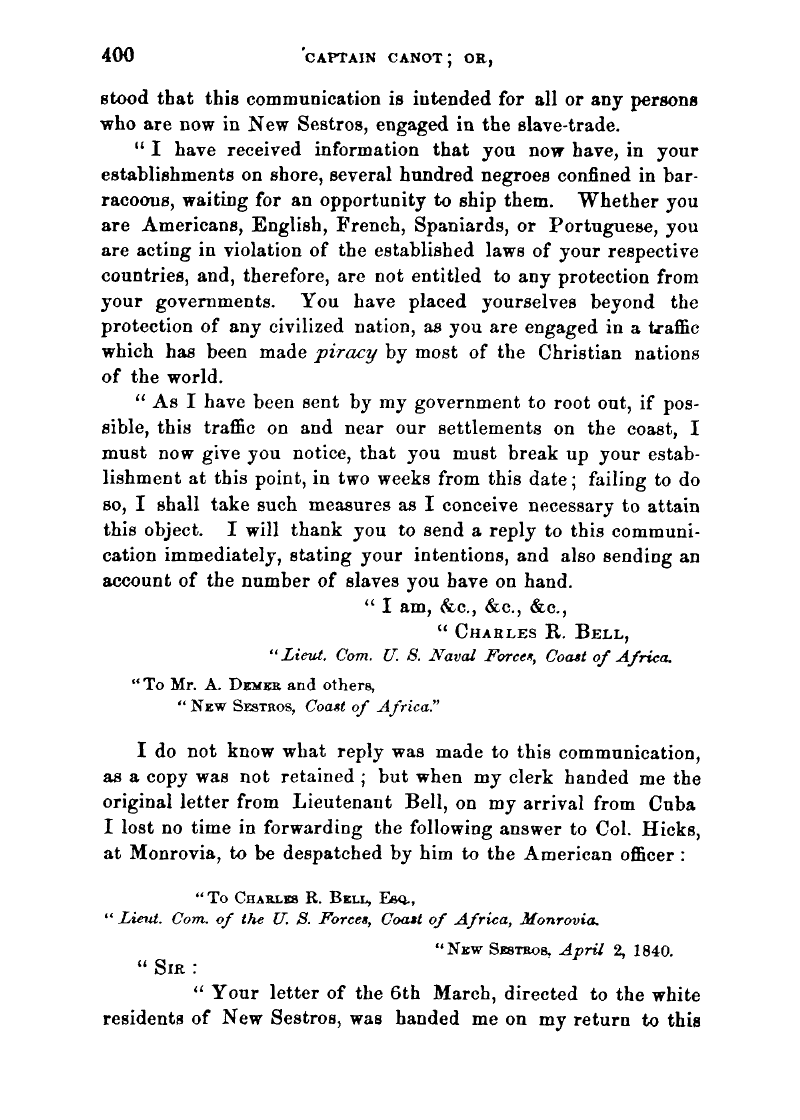 400 'CAPTAIN CANOT; OR,
stood that this communication is intended for all or any persons
who are now in New Sestros, engaged in the slave-trade.
“ I have received information that you now have, in your
establishments on shore, several hundred negroes confined in bar-
racoons, waiting for an opportunity to ship them. Whether you
are Americans, English, French, Spaniards, or Portuguese, you
are acting in violation of the established laws of your respective
countries, and, therefore, are not entitled to any protection from
your governments. You have placed yourselves beyond the
protection of any civilized nation, as you are engaged in a traffic
which has been made piracy by most of the Christian nations
of the world.
“ As I have been sent by my government to root out, if pos-
sible, this traffic on and near our settlements on the coast, I
must now give you notice, that you must break up your estab-
lishment at this point, in two weeks from this date; failing to do
so, I shall take such measures as I conceive necessary to attain
this object. I will thank you to send a reply to this communi-
cation immediately, stating your intentions, and also sending an
account of the number of slaves you have on hand.
“ I am, &c., &c., &c.,
“ CHARLES R. BELL,
“ Lieut. Com. U. S. Naval Forces, Coast of Africa.
“To Mr. A. DEMER and others,
“ NEW SESTROS, Coast of Africa.”
I do not know what reply was made to this communication,
as a copy was not retained ; but when my clerk handed me the
original letter from Lieutenant Bell, on my arrival from Cuba
I lost no time in forwarding the following answer to Col. Hicks,
at Monrovia, to be despatched by him to the American officer :
“To CHARLES R. BELL, ESQ.,
“ Lieut. Com. of the U. S. Forces, Coast of Africa, Monrovia.
“NEW SESTROS, April 2, 1840.
“ SIR :
“ Your letter of the 6th March, directed to the white
residents of New Sestros, was handed me on my return to this